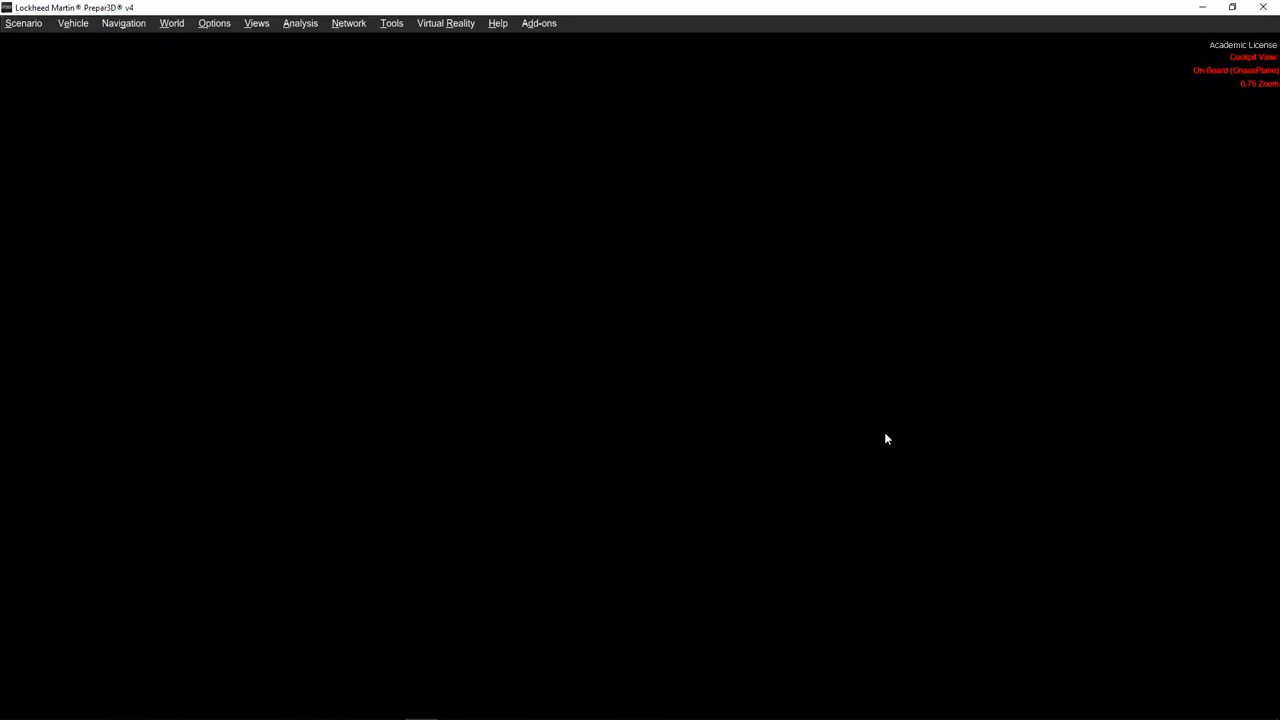 Lockheed Martin® Prepar3D® v4
Scenario Vehicle Navigation World Options Views Analysis Network Tools Virtual Reality Help Add-ons
Academic License
Cockpit View
On-Board (ChasePlane)
0.75 Zoom